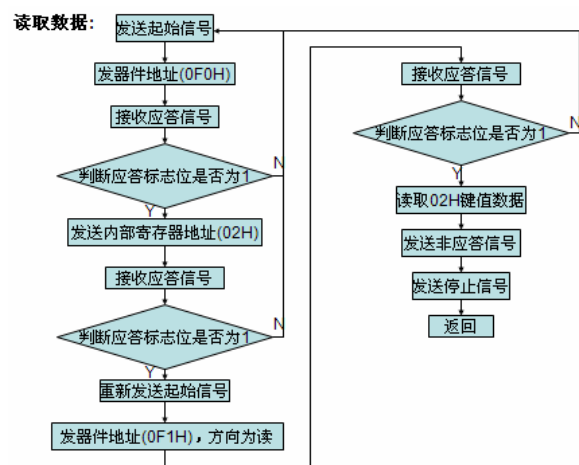 读取数据:
发送起始信号
发器件地址(0F0H)
接收应答信号
判断应答标志位是否为1
N
Y
发送内部寄存器地址(02H)
接收应答信号
判断应答标志位是否为1
N
Y
重新发送起始信号
发器件地址(0F1H),方向为读
接收应答信号
判断应答标志位是否为1
N
Y
读取02H键值数据
发送非应答信号
发送停止信号
返回